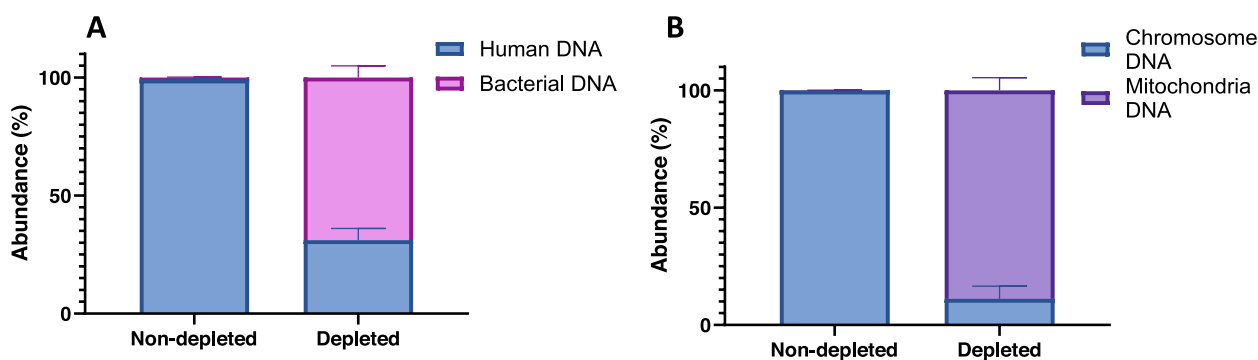 A
Human DNA
Bacterial DNA
Abundance (%)
100
50
0
Non-depleted
Depleted
B
Chromosome
DNA
Mitochondria
DNA
Abundance (%)
100
50
0
Non-depleted
Depleted